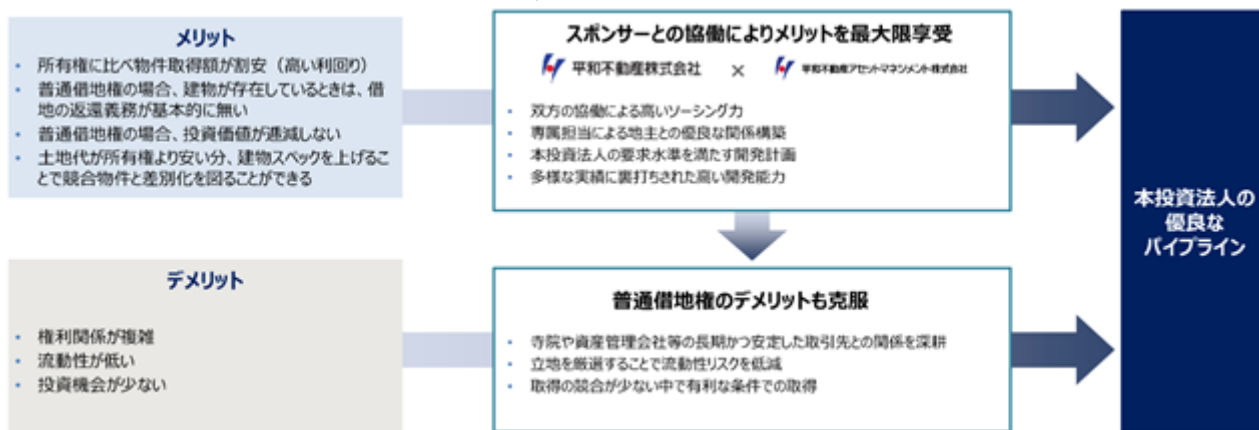 メリット
・ 所有権に比べ物件取得額が割安（高い利回り）
・ 普通借地権の場合、建物が存在しているときは、借
地の返還義務が基本的に無い
・ 普通借地権の場合、投資価値が逓減しない
・ 土地代が所有権より安い分、建物スペックを上げるこ
とで競合物件と差別化を図ることができる
スポンサーとの協働によりメリットを最大限享受
平和不動産株式会社 × 平和不動産アセットマネジメント株式会社
・ 双方の協働による高いソーシング力
・ 専属担当による地主との優良な関係構築
・ 本投資法人の要求水準を満たす開発計画
・ 多様な実績に裏打ちされた高い開発能力
デメリット
・ 権利関係が複雑
・ 流動性が低い
・ 投資機会が少ない
普通借地権のデメリットも克服
・ 寺院や資産管理会社等の長期かつ安定した取引先との関係を深耕
・ 立地を厳選することで流動性リスクを低減
・ 取得の競合が少ない中で有利な条件での取得
本投資法人の
優良な
パイプライン